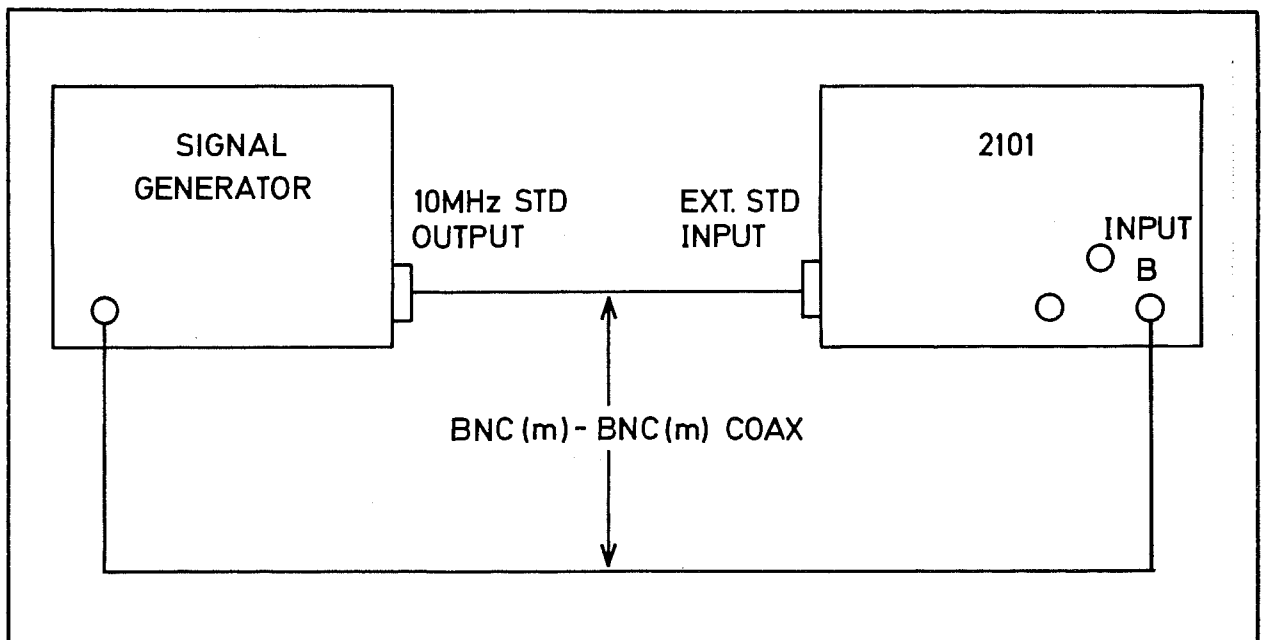 SIGNAL
GENERATOR
10MHz STD
OUTPUT
EXT. STD
INPUT
2101
INPUT
B
BNC (m) - BNC (m) COAX